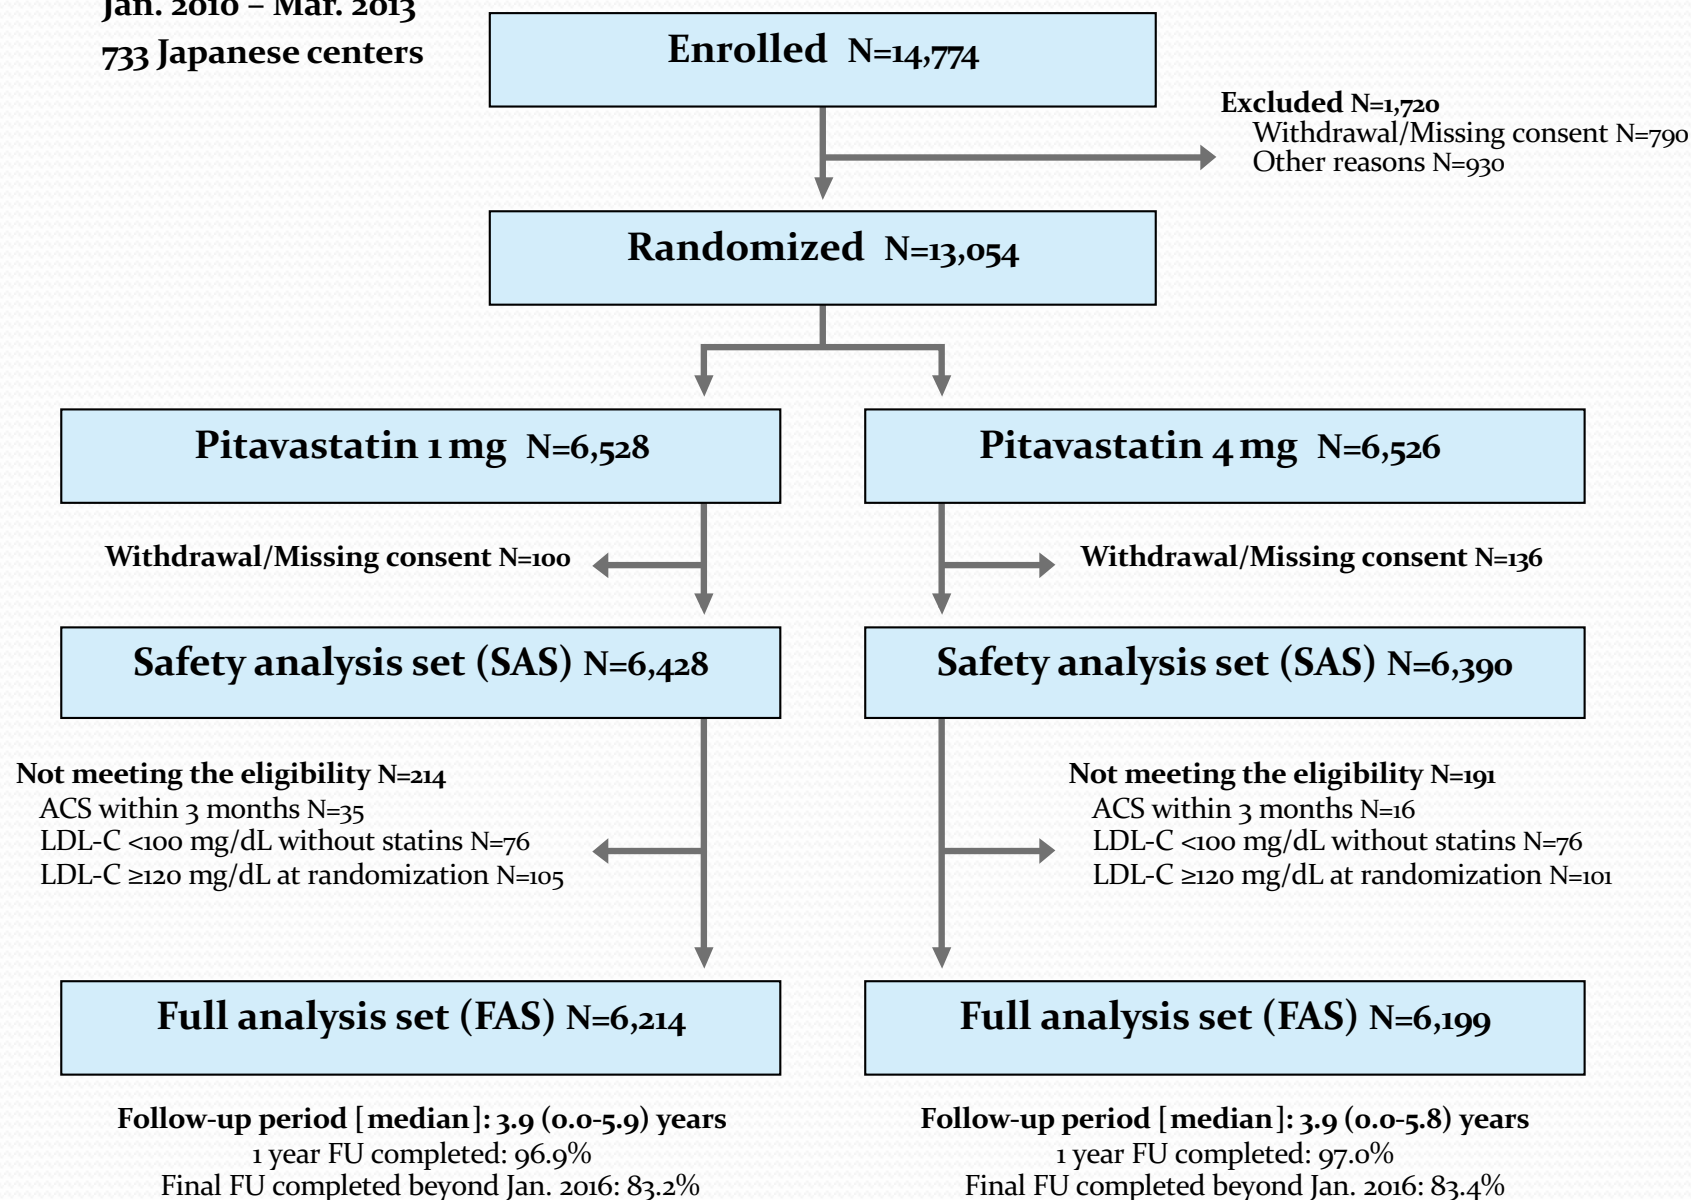 Jan. 2010 – Mar. 2013
733 Japanese centers
Enrolled N=14,774
Excluded N=1,720
Withdrawal/Missing consent N=790
Other reasons N=930
Randomized N=13,054
Pitavastatin 1 mg N=6,528
Pitavastatin 4 mg N=6,526
Withdrawal/Missing consent N=100
Withdrawal/Missing consent N=136
Safety analysis set (SAS) N=6,428
Safety analysis set (SAS) N=6,390
Not meeting the eligibility N=214
ACS within 3 months N=35
LDL-C <100 mg/dL without statins N=76
LDL-C ≥120 mg/dL at randomization N=105
Not meeting the eligibility N=191
ACS within 3 months N=16
LDL-C <100 mg/dL without statins N=76
LDL-C ≥120 mg/dL at randomization N=101
Full analysis set (FAS) N=6,214
Full analysis set (FAS) N=6,199
Follow-up period [median]: 3.9 (0.0-5.9) years
1 year FU completed: 96.9%
Final FU completed beyond Jan. 2016: 83.2%
Follow-up period [median]: 3.9 (0.0-5.8) years
1 year FU completed: 97.0%
Final FU completed beyond Jan. 2016: 83.4%